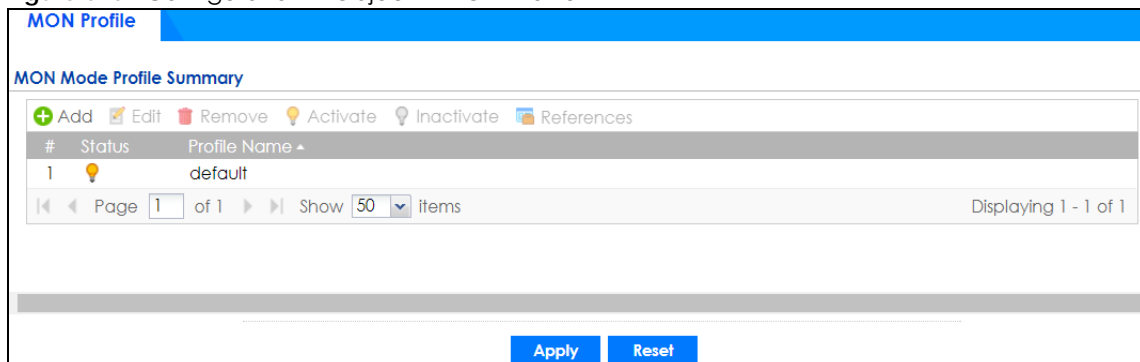 MON Profile
MON Mode Profile Summary
Add Edit Remove Activate Inactivate References
# Status Profile Name
1 default
Page 1 of 1 Show 50 items Displaying 1 - 1 of 1
Apply Reset